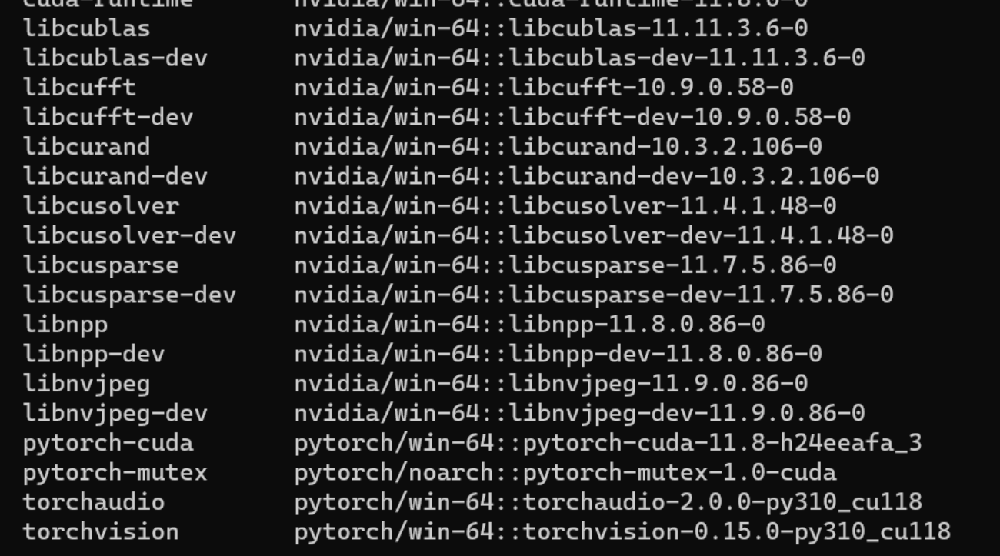 cuda-runtime nvidia/win-64::cuda-runtime-11.8.0-0
libcublas nvidia/win-64::libcublas-11.11.3.6-0
libcublas-dev nvidia/win-64::libcublas-dev-11.11.3.6-0
libcufft nvidia/win-64::libcufft-10.9.0.58-0
libcufft-dev nvidia/win-64::libcufft-dev-10.9.0.58-0
libcurand nvidia/win-64::libcurand-10.3.2.106-0
libcurand-dev nvidia/win-64::libcurand-dev-10.3.2.106-0
libcusolver nvidia/win-64::libcusolver-11.4.1.48-0
libcusolver-dev nvidia/win-64::libcusolver-dev-11.4.1.48-0
libcusparse nvidia/win-64::libcusparse-11.7.5.86-0
libcusparse-dev nvidia/win-64::libcusparse-dev-11.7.5.86-0
libnpp nvidia/win-64::libnpp-11.8.0.86-0
libnpp-dev nvidia/win-64::libnpp-dev-11.8.0.86-0
libnvjpeg nvidia/win-64::libnvjpeg-11.9.0.86-0
libnvjpeg-dev nvidia/win-64::libnvjpeg-dev-11.9.0.86-0
pytorch-cuda pytorch/win-64::pytorch-cuda-11.8-h24eeafa_3
pytorch-mutex pytorch/noarch::pytorch-mutex-1.0-cuda
torchaudio pytorch/win-64::torchaudio-2.0.0-py310_cu118
torchvision pytorch/win-64::torchvision-0.15.0-py310_cu118